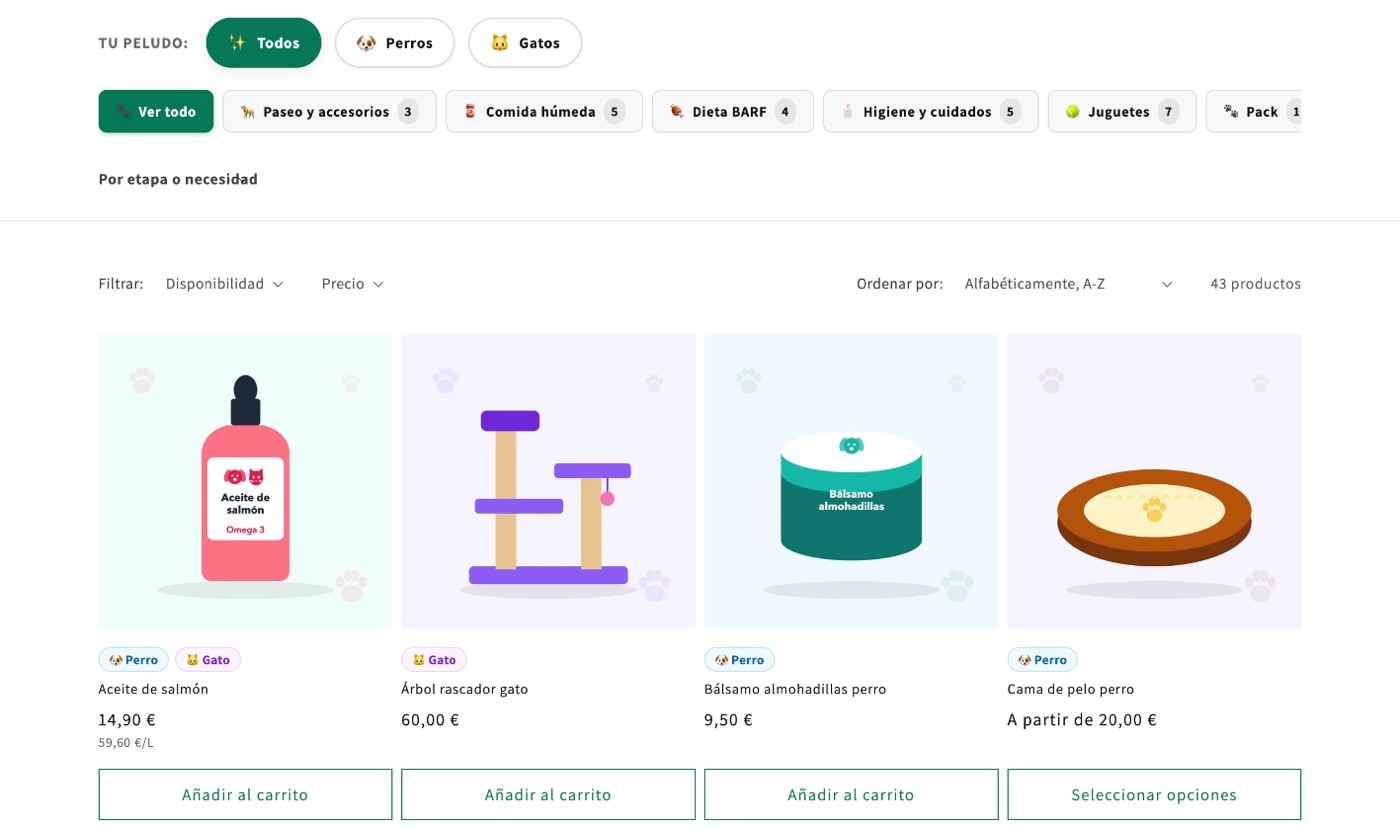 TU PELUDO: Todos Perros Gatos
Ver todo Paseo y accesorios 3 Comida húmeda 5 Dieta BARF 4 Higiene y cuidados 5 Juguetes 7 Pack
Por etapa o necesidad
Filtrar: Disponibilidad Precio Ordenar por: Alfabéticamente, A-Z 43 productos
Aceite de
salmón
Omega 3
Bálsamo
almohadillas
Perro Gato
Aceite de salmón
14,90 €
59,60 €/L
Añadir al carrito
Gato
Árbol rascador gato
60,00 €
Añadir al carrito
Perro
Bálsamo almohadillas perro
9,50 €
Añadir al carrito
Perro
Cama de pelo perro
A partir de 20,00 €
Seleccionar opciones